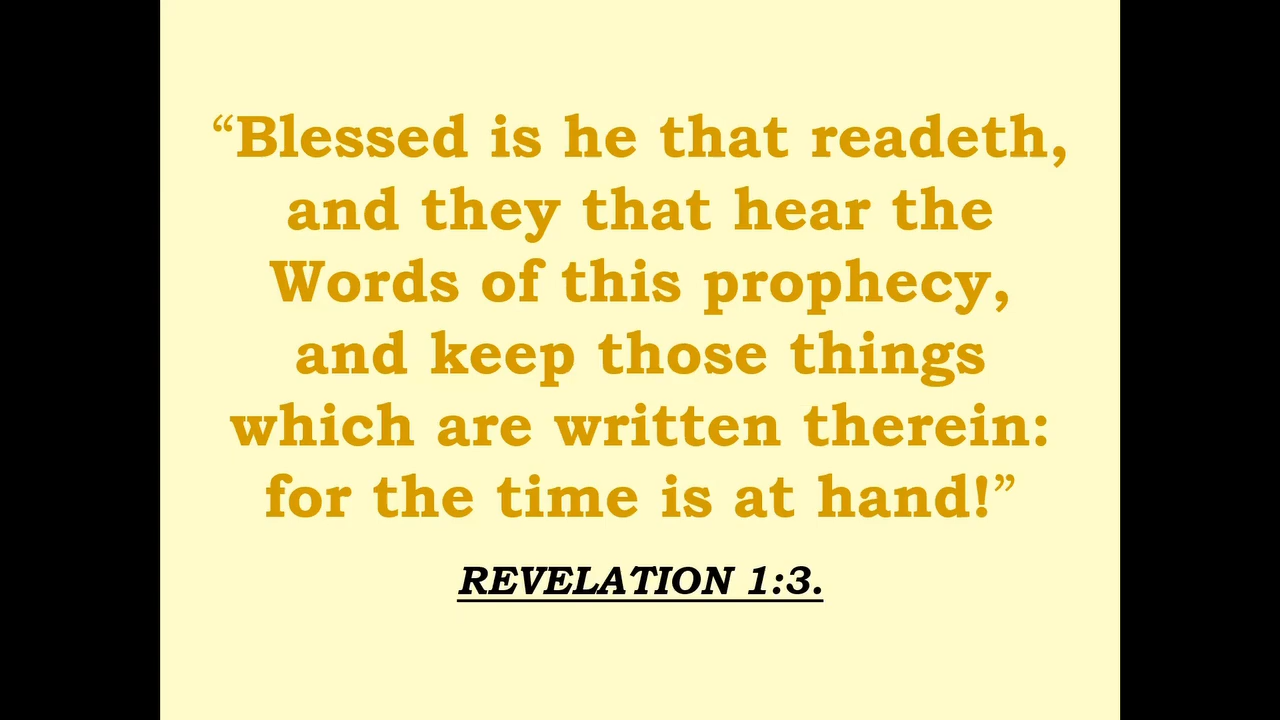 “Blessed is he that readeth,
and they that hear the
Words of this prophecy,
and keep those things
which are written therein:
for the time is at hand!”
REVELATION 1:3.